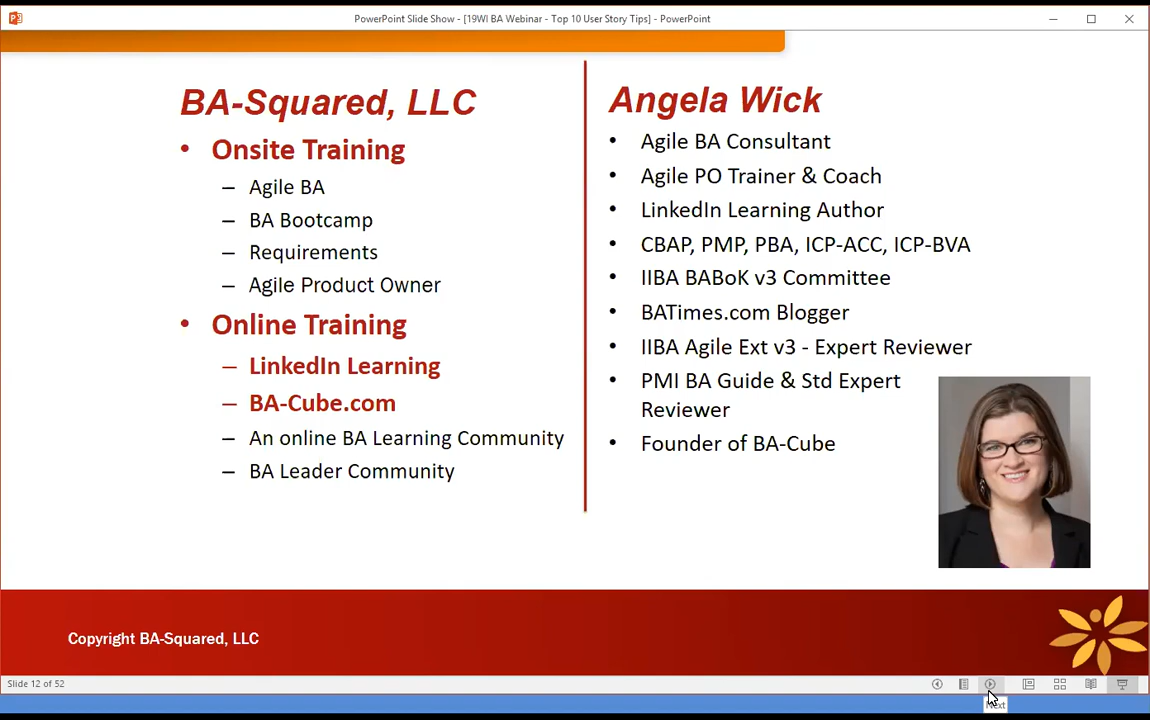 PowerPoint Slide Show - [19WI BA Webinar - Top 10 User Story Tips] - PowerPoint
BA-Squared, LLC
• Onsite Training
– Agile BA
– BA Bootcamp
– Requirements
– Agile Product Owner
• Online Training
– LinkedIn Learning
– BA-Cube.com
– An online BA Learning Community
– BA Leader Community
Angela Wick
• Agile BA Consultant
• Agile PO Trainer & Coach
• LinkedIn Learning Author
• CBAP, PMP, PBA, ICP-ACC, ICP-BVA
• IIBA BABoK v3 Committee
• BATimes.com Blogger
• IIBA Agile Ext v3 - Expert Reviewer
• PMI BA Guide & Std Expert
Reviewer
• Founder of BA-Cube
Copyright BA-Squared, LLC
Slide 12 of 52
Next